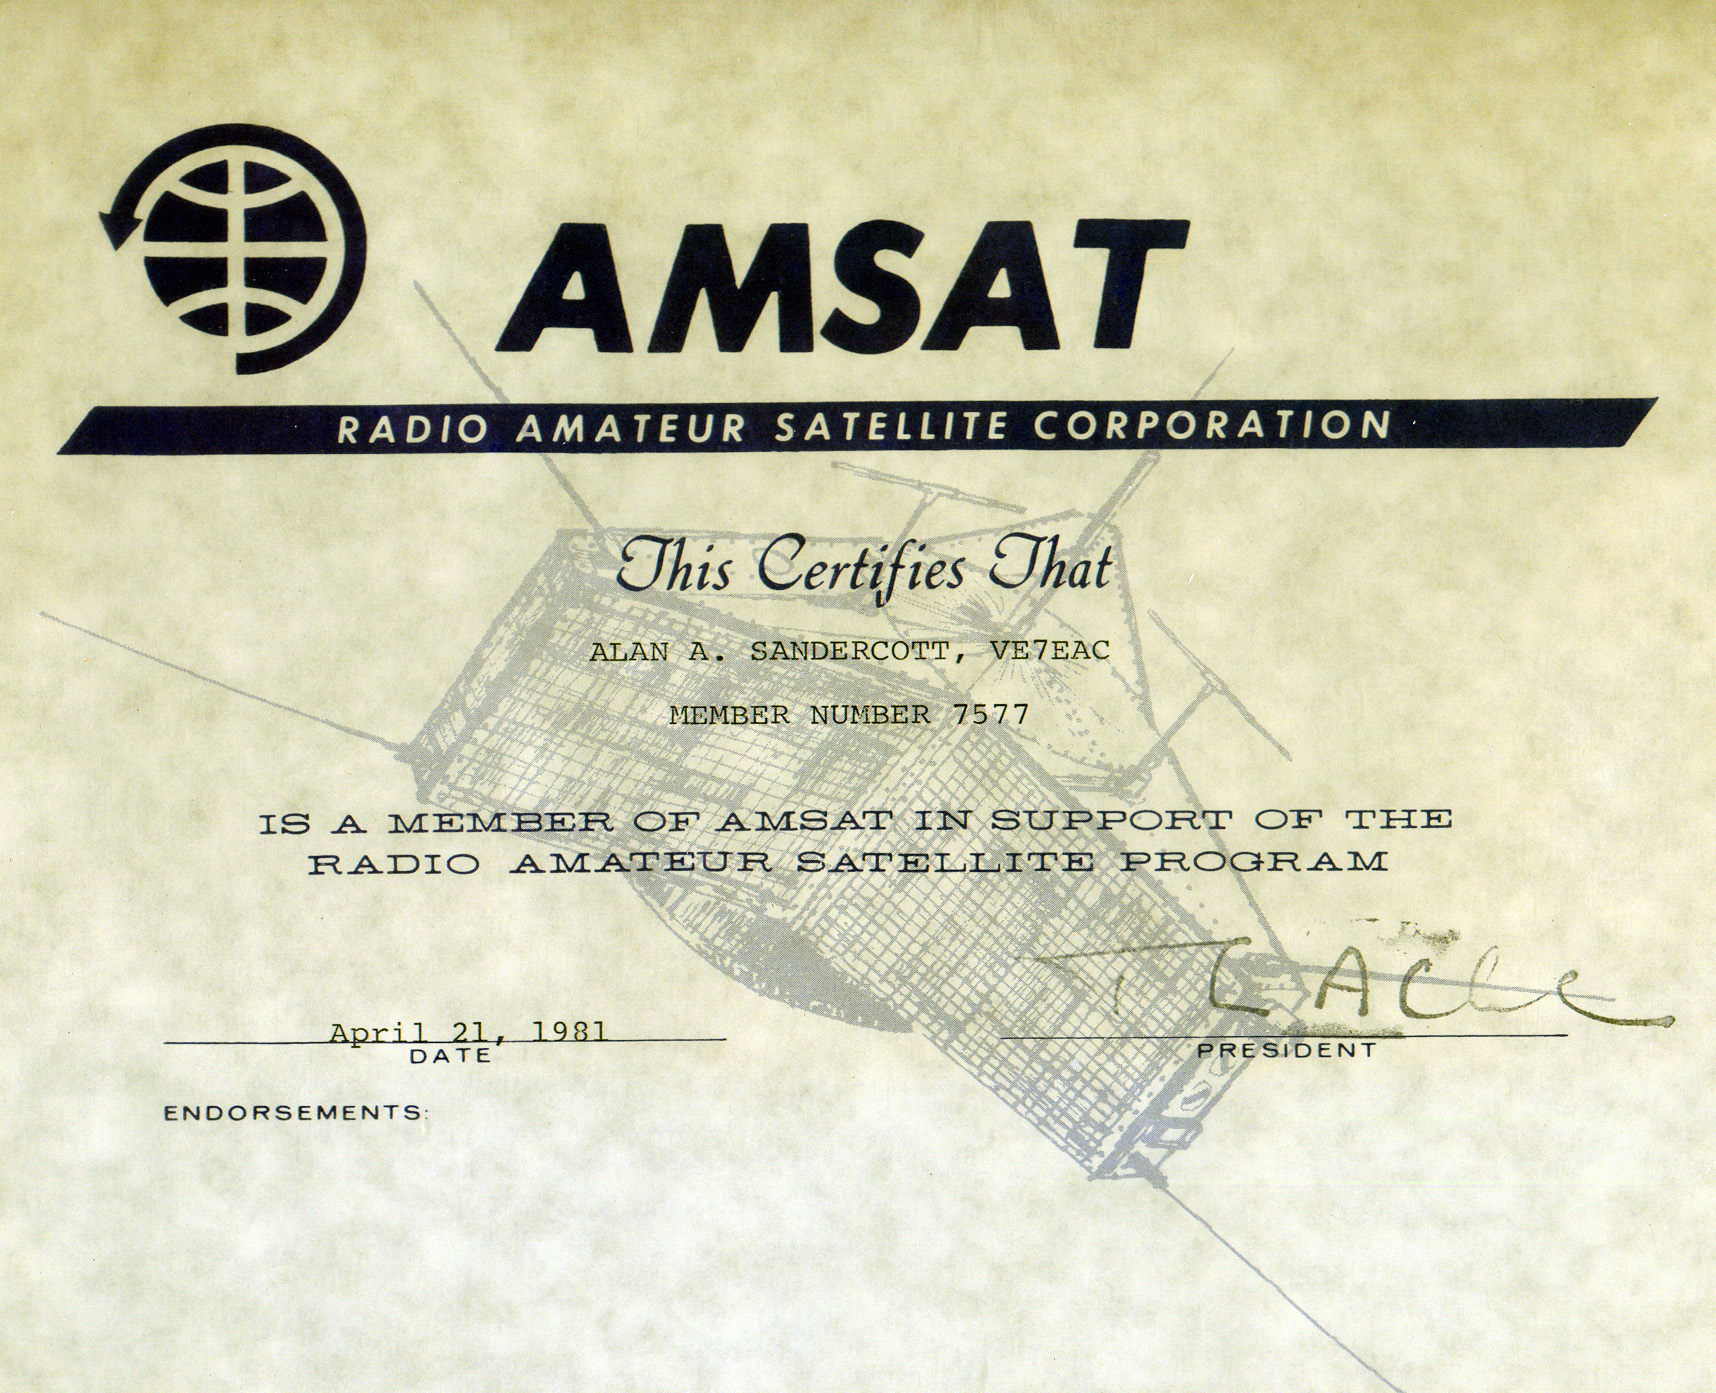 AMSAT
RADIO AMATEUR SATELLITE CORPORATION
This Certifies That
ALAN A. SANDERCOTT, VE7EAC
MEMBER NUMBER 7577
IS A MEMBER OF AMSAT IN SUPPORT OF THE
RADIO AMATEUR SATELLITE PROGRAM
April 21, 1981
DATE
PRESIDENT
ENDORSEMENTS: